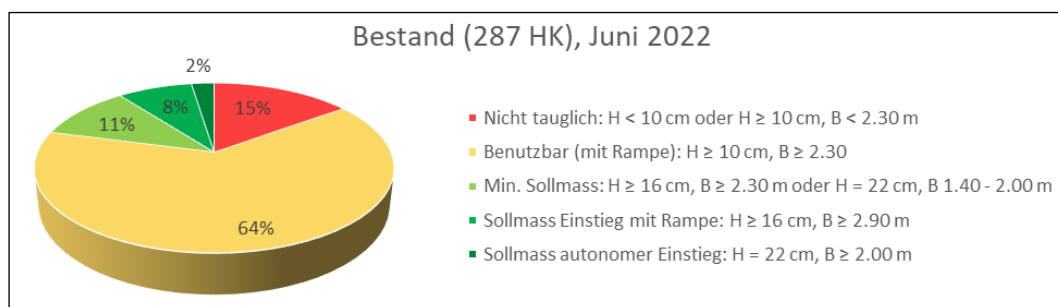 Bestand (287 HK), Juni 2022
2%
8%
15%
11%
64%
Nicht tauglich: H < 10 cm oder H ≥ 10 cm, B < 2.30 m
Benutzbar (mit Rampe): H ≥ 10 cm, B ≥ 2.30
Min. Sollmass: H ≥ 16 cm, B ≥ 2.30 m oder H = 22 cm, B 1.40 - 2.00 m
Sollmass Einstieg mit Rampe: H ≥ 16 cm, B ≥ 2.90 m
Sollmass autonomer Einstieg: H = 22 cm, B ≥ 2.00 m